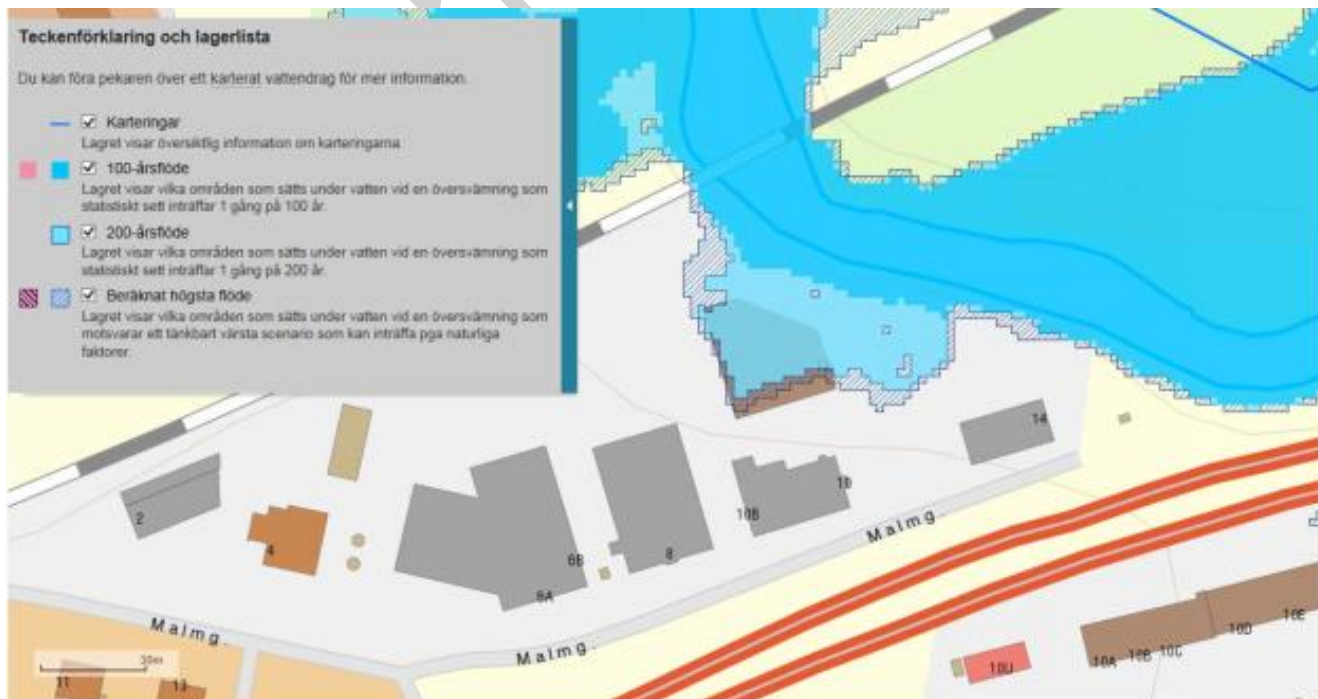 Teckenförklaring och lagerlista
Du kan föra pekaren över ett karterat vattendrag för mer information.
Karteringar
Lagret visar översiktlig information om karteringarna.
100-årsflöde
Lagret visar vilka områden som sätts under vatten vid en översvämning som
statistiskt sett inträffar 1 gång på 100 år.
200-årsflöde
Lagret visar vilka områden som sätts under vatten vid en översvämning som
statistiskt sett inträffar 1 gång på 200 år.
Beräknat högsta flöde
Lagret visar vilka områden som sätts under vatten vid en översvämning som
motsvarar ett tänkbart värsta scenario som kan inträffa pga naturliga
faktorer.
14
2
10B
Malmg.
4
6B
8
6A
Malmg.
Malmg.
30m
11
13
10U
10A
10B
10C
10D
10E